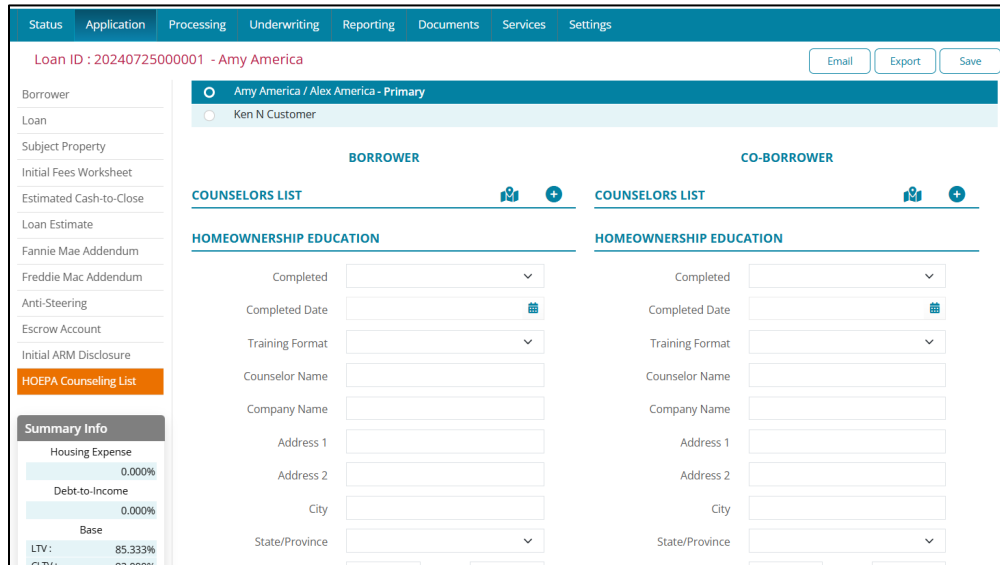 Status Application Processing Underwriting Reporting Documents Services Settings
Loan ID : 20240725000001 - Amy America
Email Export Save
Borrower
Loan
Subject Property
Initial Fees Worksheet
Estimated Cash-to-Close
Loan Estimate
Fannie Mae Addendum
Freddie Mac Addendum
Anti-Steering
Escrow Account
Initial ARM Disclosure
HOEPA Counseling List
Summary Info
Housing Expense
0.000%
Debt-to-Income
0.000%
Base
LTV : 85.333%
Amy America / Alex America - Primary
Ken N Customer
BORROWER
COUNSELORS LIST
HOMEOWNERSHIP EDUCATION
Completed
Completed Date
Training Format
Counselor Name
Company Name
Address 1
Address 2
City
State/Province
CO-BORROWER
COUNSELORS LIST
HOMEOWNERSHIP EDUCATION
Completed
Completed Date
Training Format
Counselor Name
Company Name
Address 1
Address 2
City
State/Province